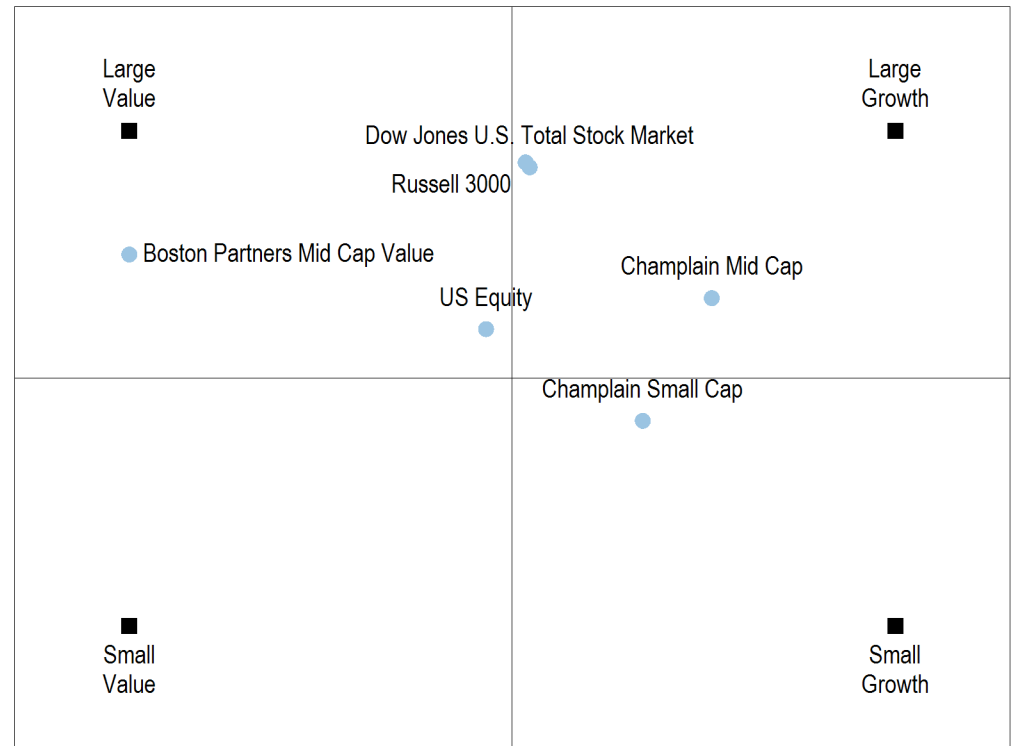 Large
Value
Large
Growth
Dow Jones U.S. Total Stock Market
Russell 3000
Boston Partners Mid Cap Value
Champlain Mid Cap
US Equity
Champlain Small Cap
Small
Value
Small
Growth